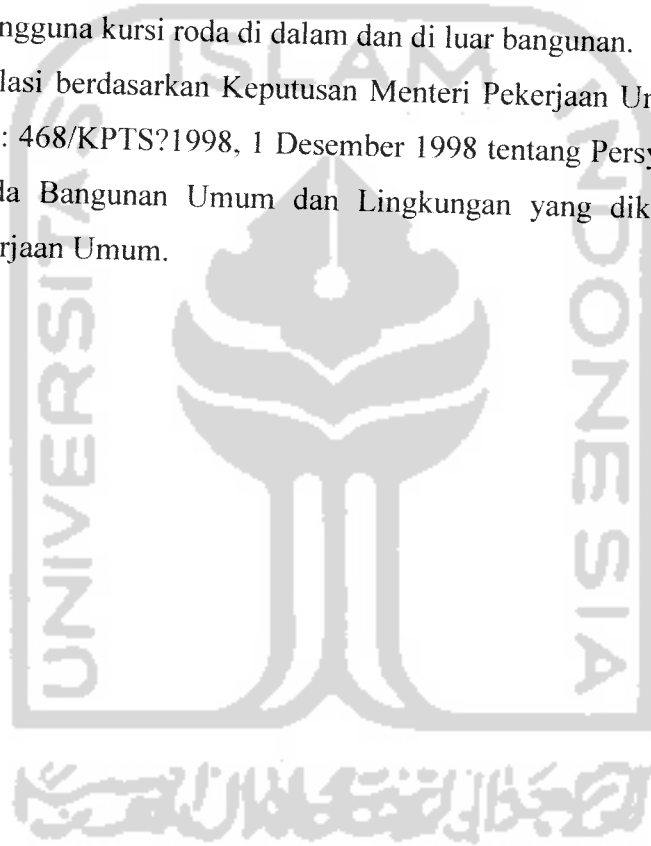 ngguna kursi roda di dalam dan di luar bangunan.
lasi berdasarkan Keputusan Menteri Pekerjaan Un
: 468/KPTS?1998, 1 Desember 1998 tentang Persy
da Bangunan Umum dan Lingkungan yang dik
rjaan Umum.
ISLAM
UNIVERSITAS
INDONESIA